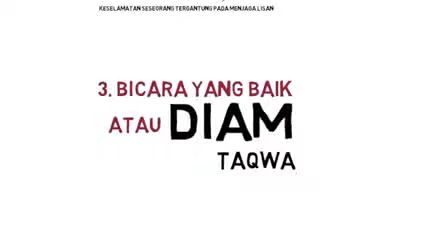 KESELAMATAN SESEORANG TERGANTUNG PADA MENJAGA LISAN
3. BICARA YANG BAIK
ATAU DIAM
TAQWA